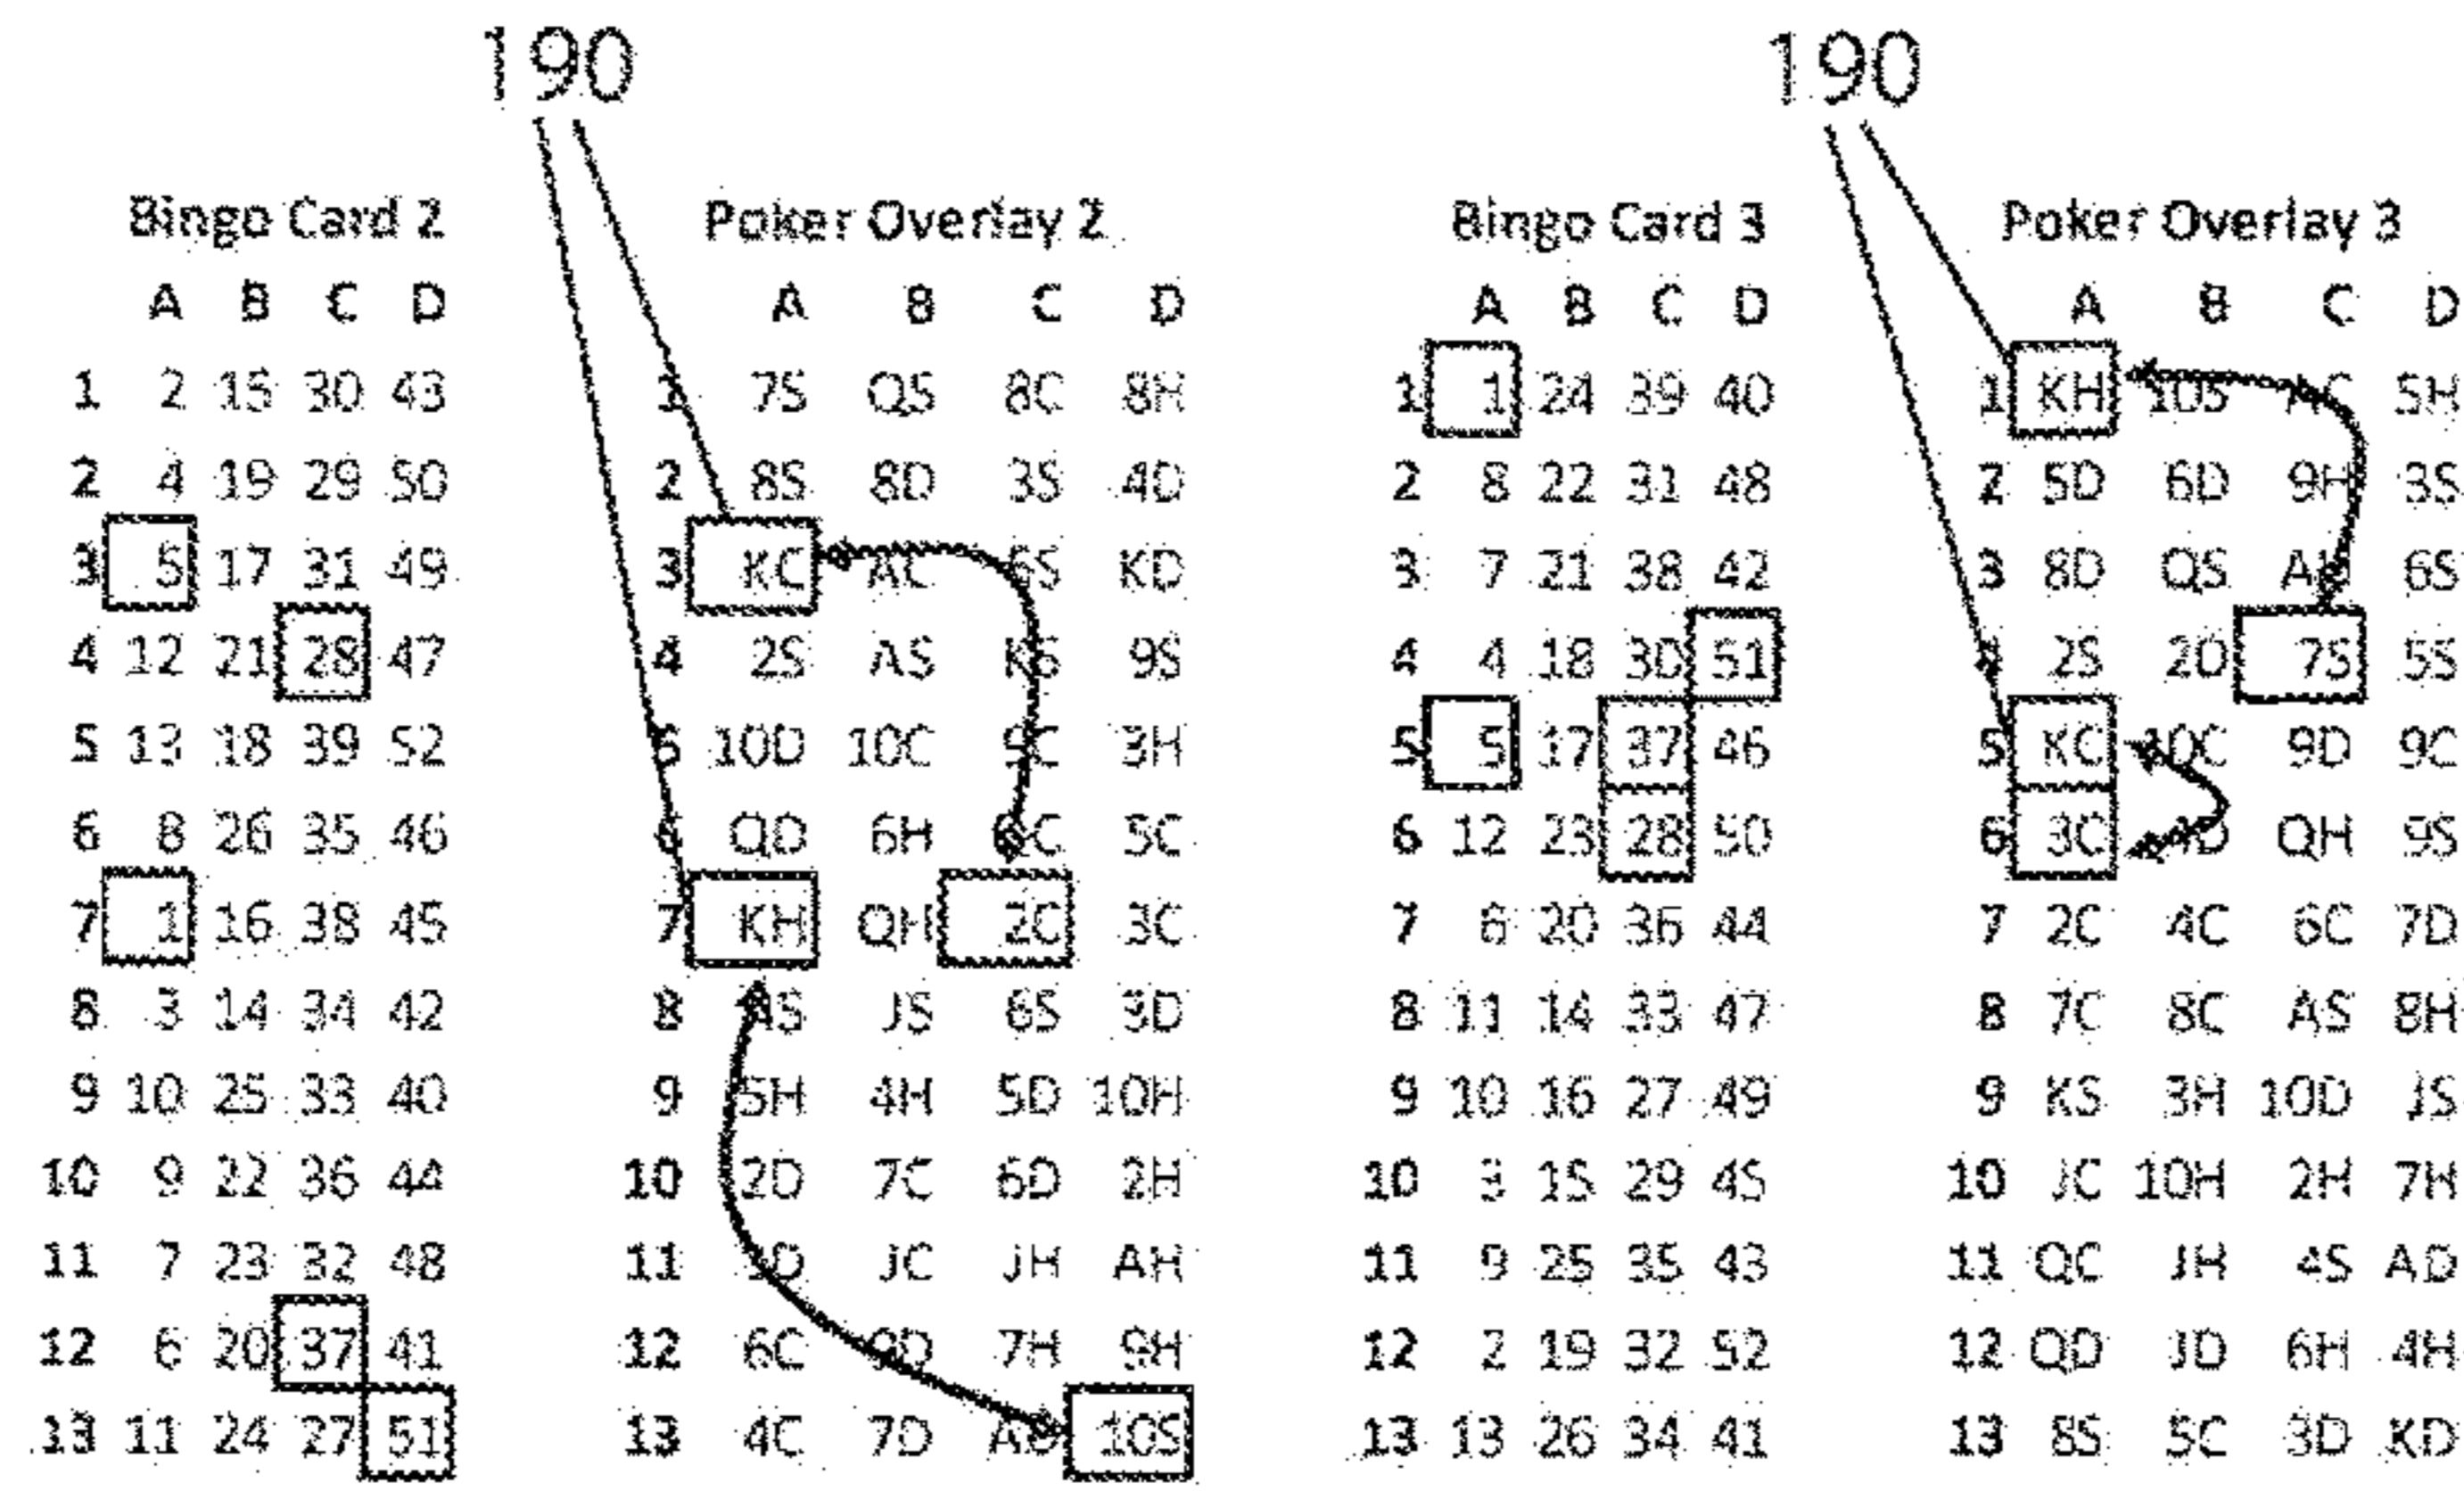 190 190
Bingo Card 2 Poker Overlay 2 Bingo Card 3 Poker Overlay 3
A B C D A B C D A B C D A B C D
1 2 15 30 43 1 7S QS 8C 8H 1 1 24 39 40 1 KH 10S 5H
2 4 19 29 50 2 8S 8D 3S 4D 2 8 22 31 48 2 5D 6D 9H 3S
3 5 17 31 49 3 KC AC KD 3 7 21 38 42 3 8D QS 6S
4 12 21 28 47 4 2S AS KS 9S 4 4 18 30 51 2S 2D 7S 5S
5 13 18 39 52 10D 10C 9C 3H 5 5 17 37 46 5 KC 10C 9D 9C
6 8 26 35 46 6 QD 6H 5C 6 12 23 28 50 6 3C QH 9S
7 1 16 38 45 7 KH QH 2C 3C 7 6 20 36 44 7 2C 4C 6C 7D
8 3 14 34 42 8 JS 3D 8 11 14 33 47 8 7C 8C AS 8H
9 10 25 33 40 9 5H 4H 5D 10H 9 10 16 27 49 9 KS 3H 10D JS
10 9 22 36 44 10 2D 7C 6D 2H 10 3 15 29 45 10 JC 10H 2H 7H
11 7 23 32 48 11 JC JH AH 11 9 25 35 43 11 QC JH 4S AD
12 6 20 37 41 12 6C 9D 7H 9H 12 2 19 32 52 12 QD JD 6H 4H
13 11 24 27 51 13 4C 7D 10S 13 13 26 34 41 13 8S 5C 3D KD